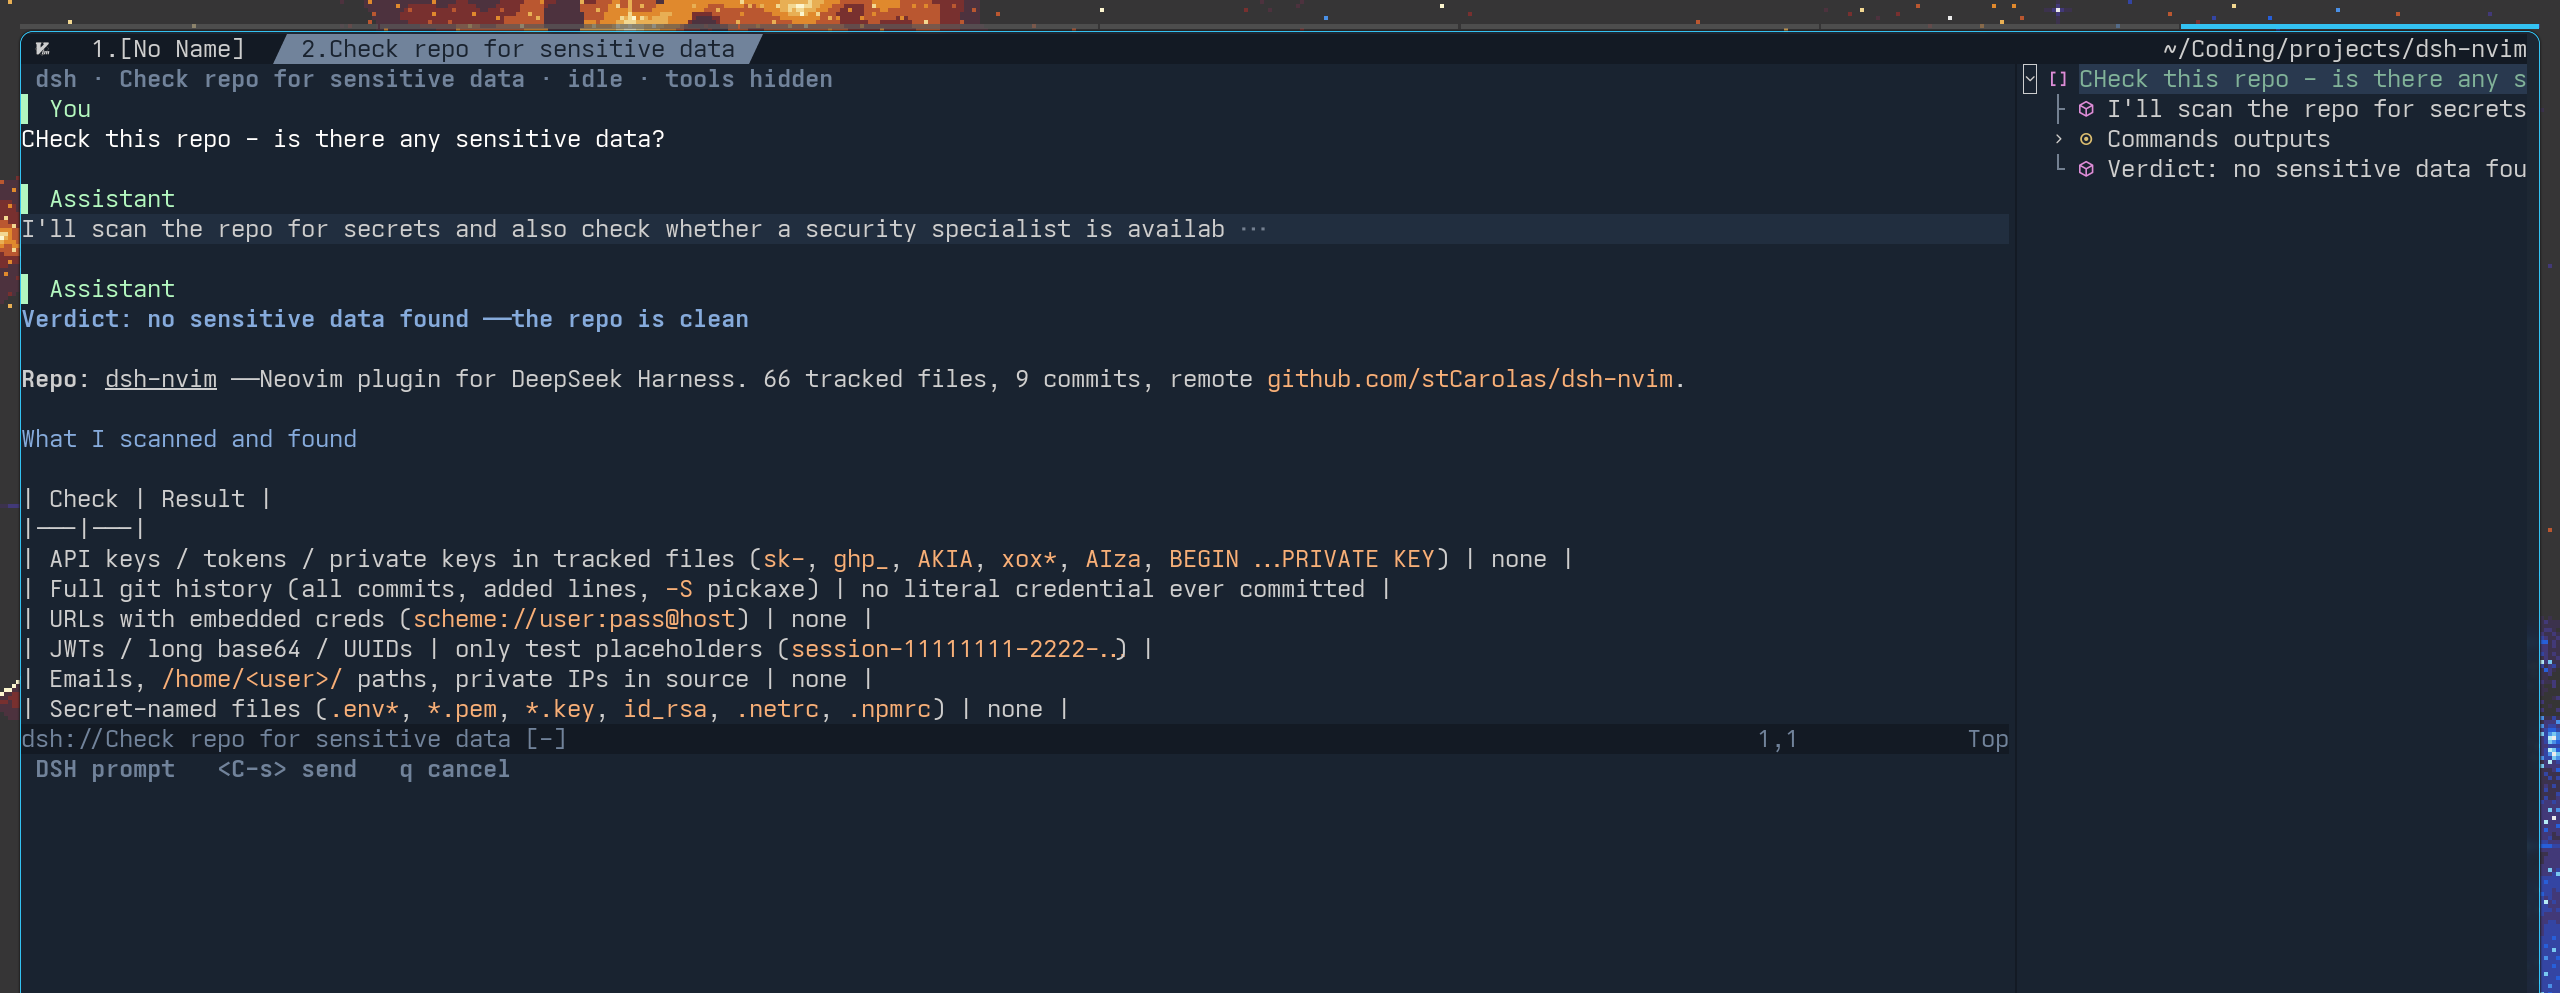 1.[No Name]  2.Check repo for sensitive data  ~/Coding/projects/dsh-nvim
dsh · Check repo for sensitive data · idle · tools hidden
You
CHeck this repo - is there any sensitive data?
Assistant
I'll scan the repo for secrets and also check whether a security specialist is availab ···
Assistant
Verdict: no sensitive data found ——the repo is clean
Repo: dsh-nvim ——Neovim plugin for DeepSeek Harness. 66 tracked files, 9 commits, remote github.com/stCarolas/dsh-nvim.
What I scanned and found
| Check | Result |
|---|---|
| API keys / tokens / private keys in tracked files (sk-, ghp_, AKIA, xox*, AIza, BEGIN ...PRIVATE KEY) | none |
| Full git history (all commits, added lines, -S pickaxe) | no literal credential ever committed |
| URLs with embedded creds (scheme://user:pass@host) | none |
| JWTs / long base64 / UUIDs | only test placeholders (session-11111111-2222-...) |
| Emails, /home/<user>/ paths, private IPs in source | none |
| Secret-named files (.env*, *.pem, *.key, id_rsa, .netrc, .npmrc) | none |
dsh://Check repo for sensitive data [-]  1,1  Top
DSH prompt  <C-s> send  q cancel
[] CHeck this repo - is there any s
I'll scan the repo for secrets
Commands outputs
Verdict: no sensitive data fou